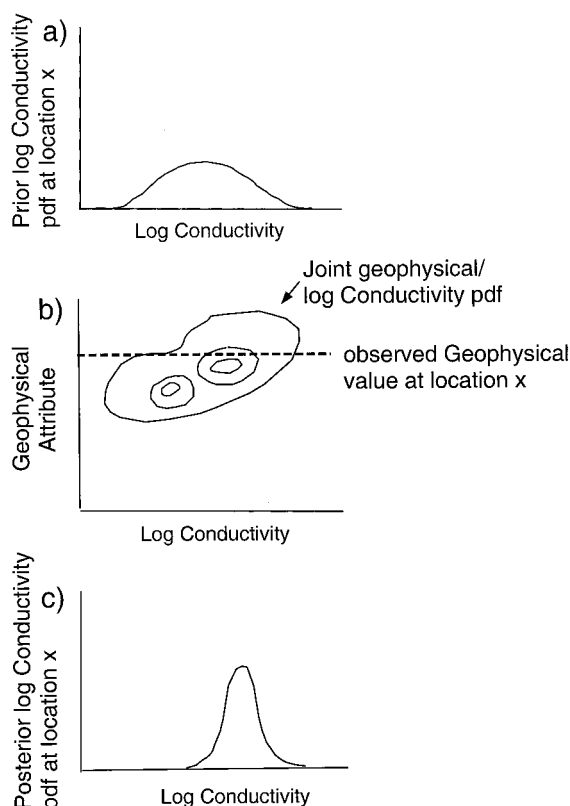 a)
Prior log Conductivity
pdf at location x
Log Conductivity
Joint geophysical/
log Conductivity pdf
b)
observed Geophysical
value at location x
Geophysical
Attribute
Log Conductivity
c)
Posterior log Conductivity
pdf at location x
Log Conductivity